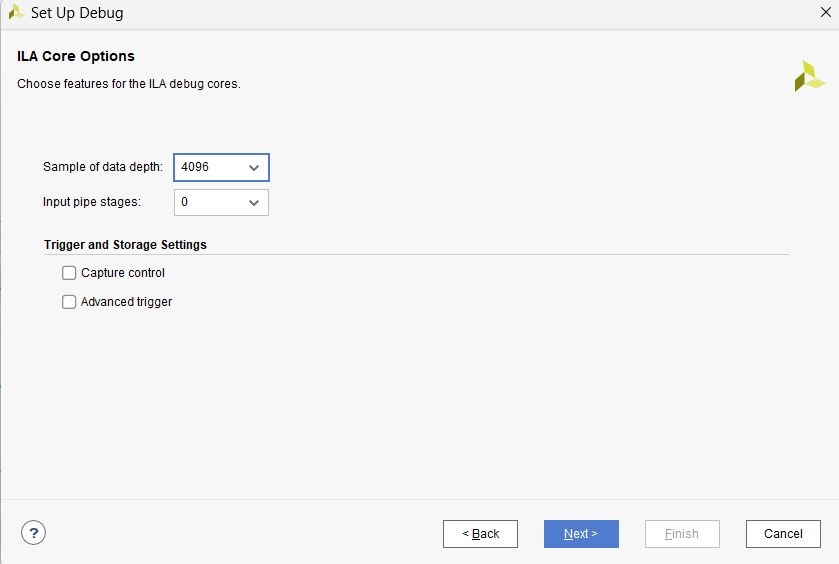 Set Up Debug
ILA Core Options
Choose features for the ILA debug cores.
Sample of data depth: 4096
Input pipe stages: 0
Trigger and Storage Settings
Capture control
Advanced trigger
? < Back Next > Finish Cancel